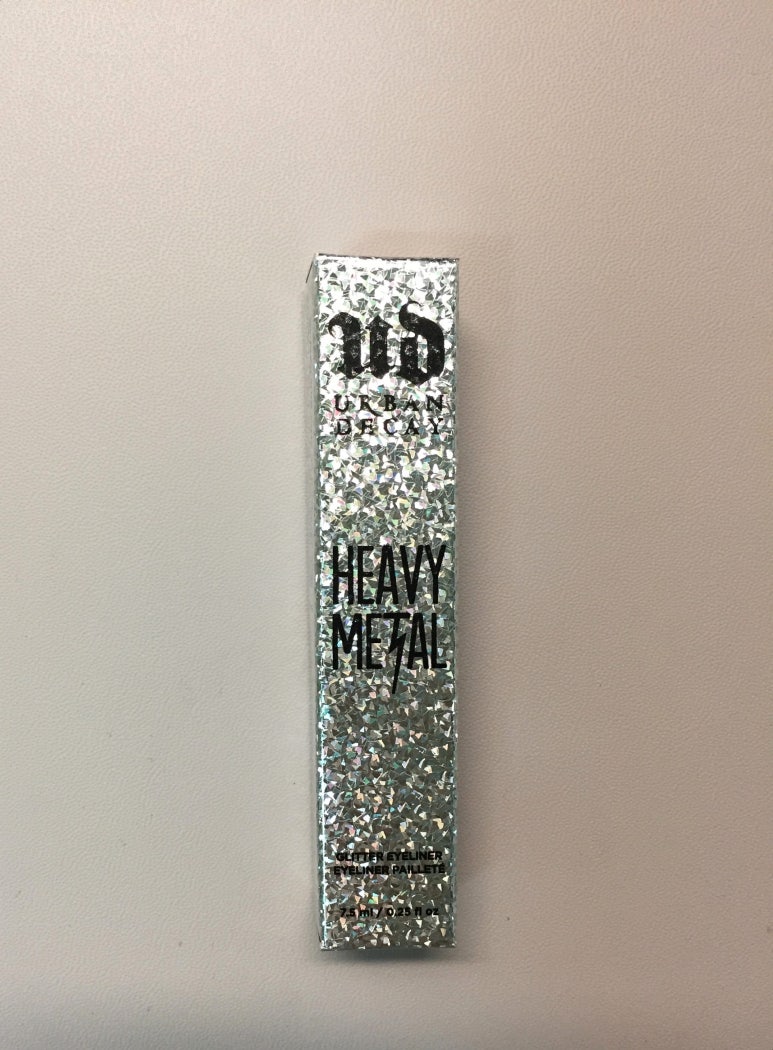 UD
URBAN
DECAY
HEAVY
METAL
GLITTER EYELINER
EYELINER PAILLETÉ
7.5 ml / 0.25 fl oz